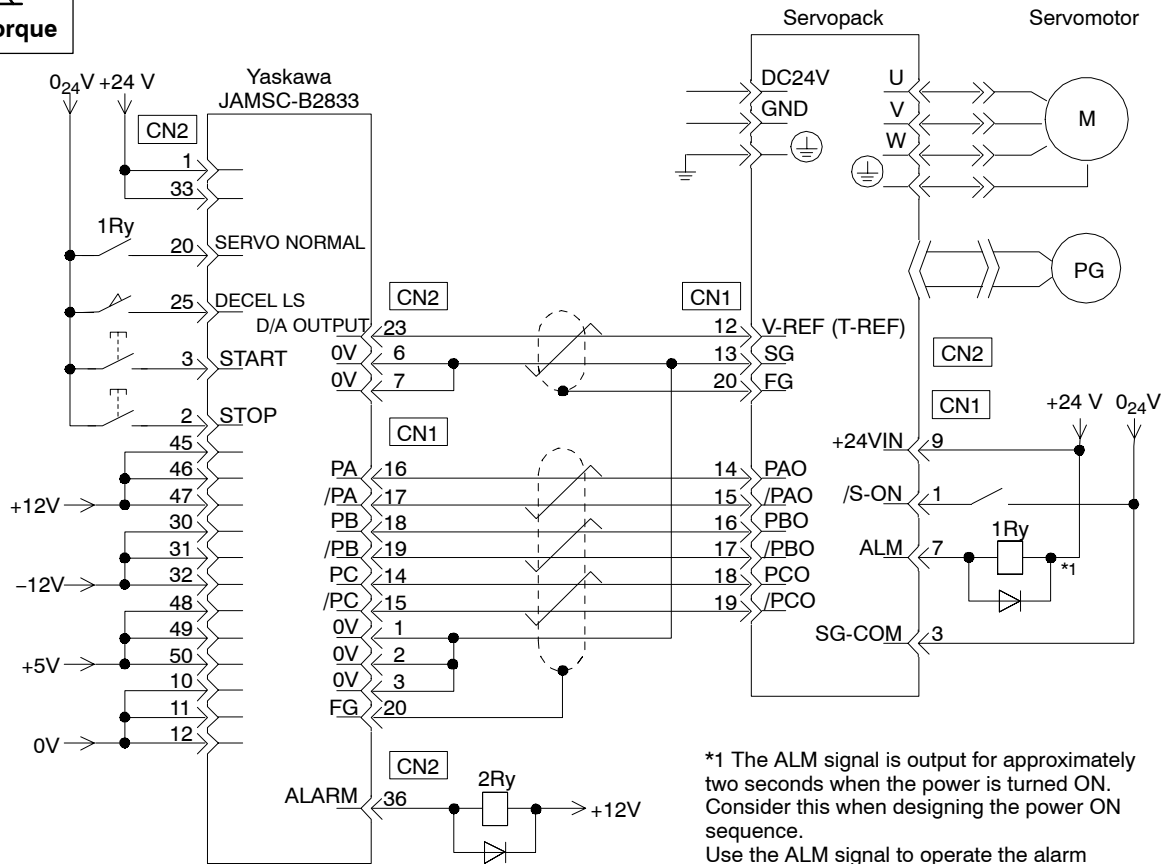 Servopack
Servomotor
orque
0₂₄V +24 V
Yaskawa
JAMSC-B2833
CN2
1
33
1Ry
20 SERVO NORMAL
25 DECEL LS
3 START
2 STOP
45
46
47
+12V
30
31
32
−12V
48
49
50
+5V
10
11
12
0V
CN2
D/A OUTPUT 23
0V 6
0V 7
CN1
PA 16
/PA 17
PB 18
/PB 19
PC 14
/PC 15
0V 1
0V 2
0V 3
FG 20
CN2
ALARM 36
2Ry
+12V
DC24V
GND
U
V
W
M
PG
CN1
12 V-REF (T-REF)
13 SG
20 FG
14 PAO
15 /PAO
16 PBO
17 /PBO
18 PCO
19 /PCO
CN2
CN1
+24 V 0₂₄V
+24VIN 9
/S-ON 1
1Ry
ALM 7
*1
SG-COM 3
*1 The ALM signal is output for approximately
two seconds when the power is turned ON.
Consider this when designing the power ON
sequence.
Use the ALM signal to operate the alarm